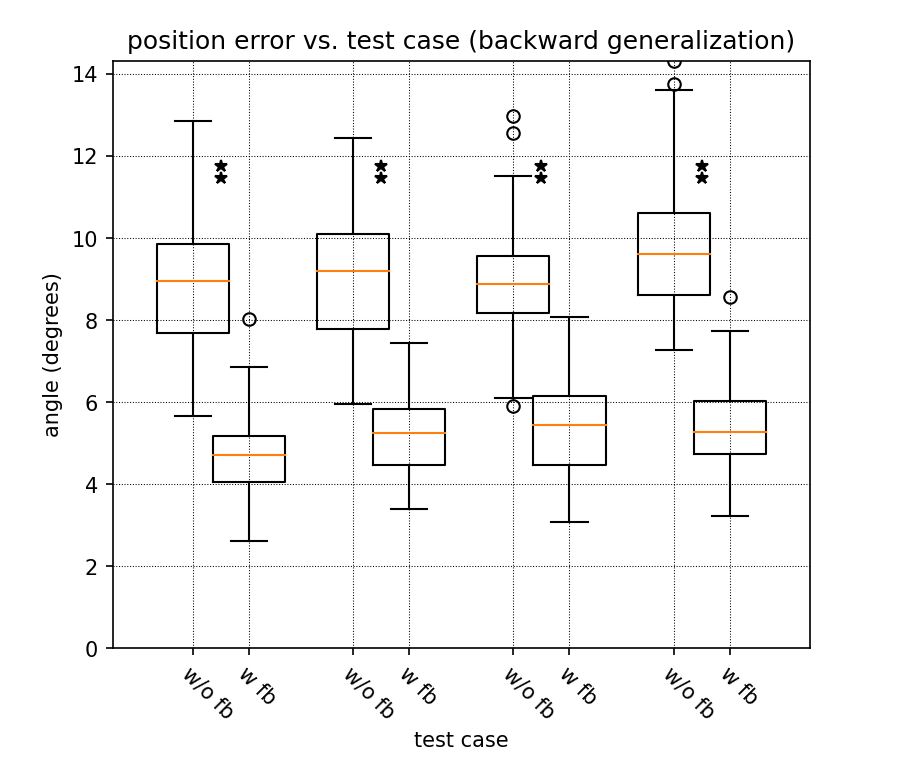 position error vs. test case (backward generalization)
14
12
10
8
6
4
2
0
angle (degrees)
w/o fb w fb w/o fb w fb w/o fb w fb w/o fb w fb
test case